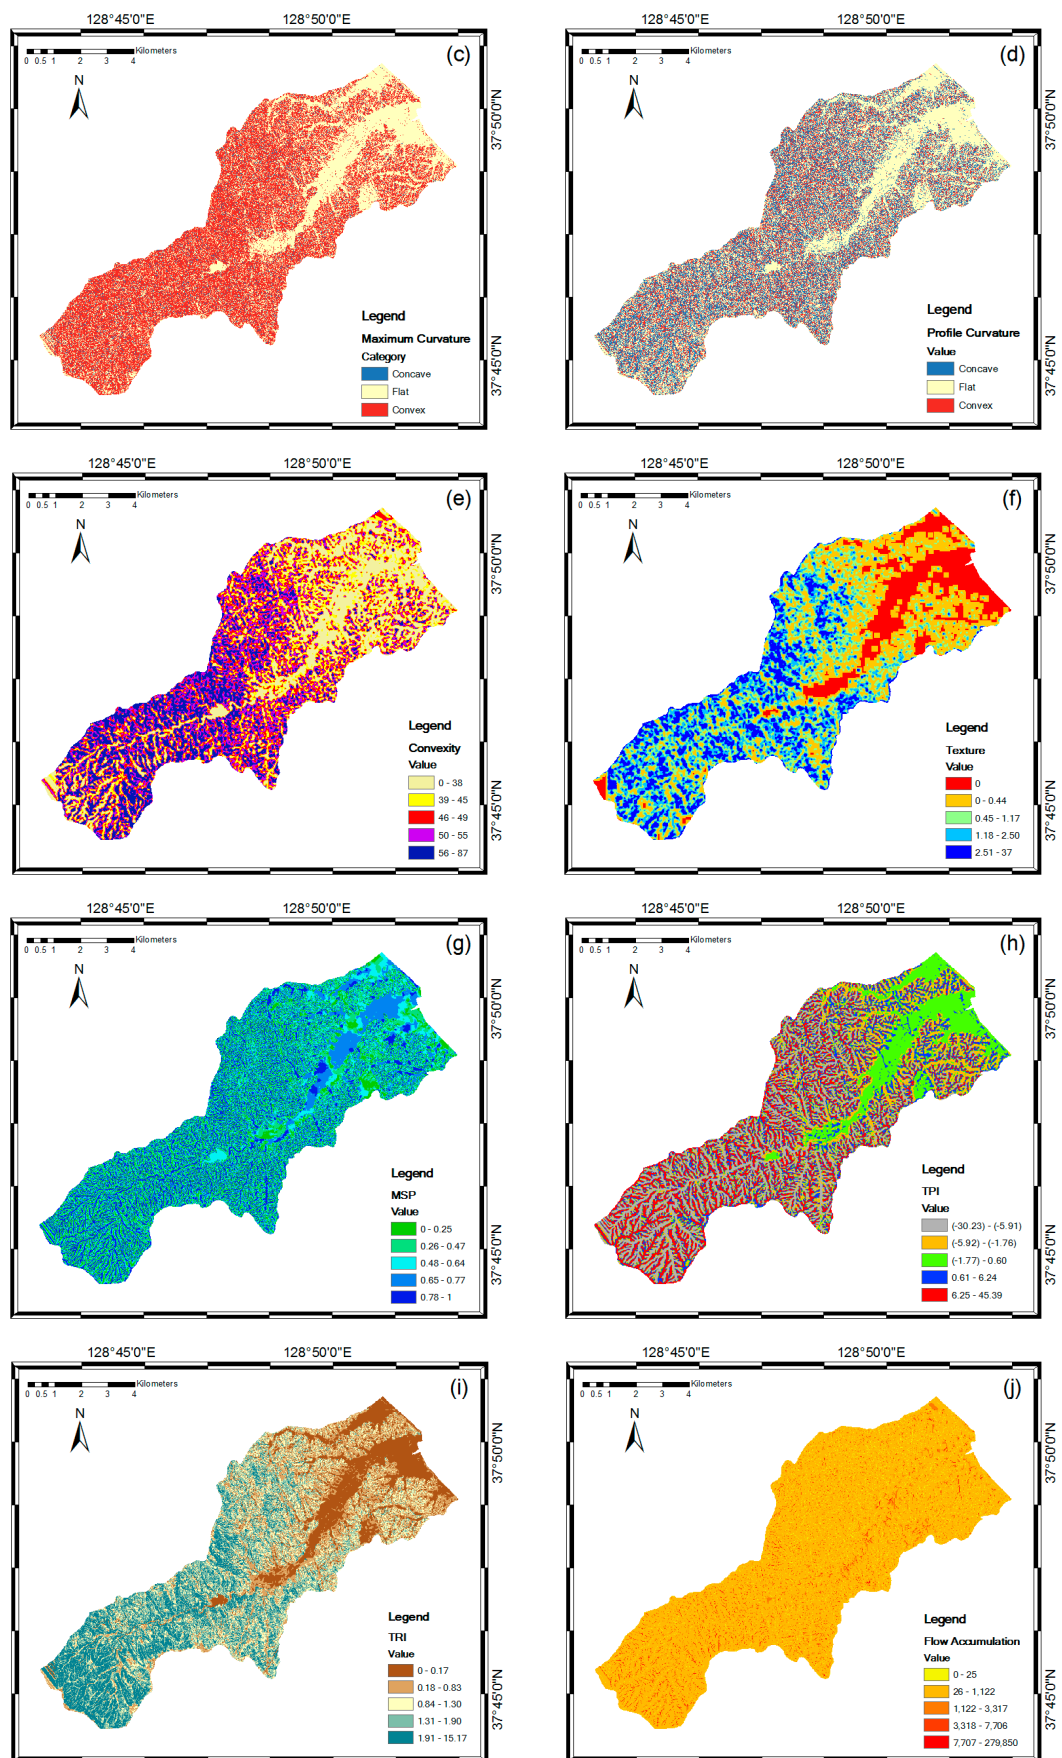 128°45'0"E 128°50'0"E
0 0.5 1 2 3 4 Kilometers
(c)
N
37°50'0"N
37°45'0"N
Legend
Maximum Curvature
Category
Concave
Flat
Convex
128°45'0"E 128°50'0"E
0 0.5 1 2 3 4 Kilometers
(d)
N
37°50'0"N
37°45'0"N
Legend
Profile Curvature
Value
Concave
Flat
Convex
128°45'0"E 128°50'0"E
0 0.5 1 2 3 4 Kilometers
(e)
N
37°50'0"N
37°45'0"N
Legend
Convexity
Value
0 - 38
39 - 45
46 - 49
50 - 55
56 - 87
128°45'0"E 128°50'0"E
0 0.5 1 2 3 4 Kilometers
(f)
N
37°50'0"N
37°45'0"N
Legend
Texture
Value
0
0 - 0.44
0.45 - 1.17
1.18 - 2.50
2.51 - 37
128°45'0"E 128°50'0"E
0 0.5 1 2 3 4 Kilometers
(g)
N
37°50'0"N
37°45'0"N
Legend
MSP
Value
0 - 0.25
0.26 - 0.47
0.48 - 0.64
0.65 - 0.77
0.78 - 1
128°45'0"E 128°50'0"E
0 0.5 1 2 3 4 Kilometers
(h)
N
37°50'0"N
37°45'0"N
Legend
TPI
Value
(-30.23) - (-5.91)
(-5.92) - (-1.76)
(-1.77) - 0.60
0.61 - 6.24
6.25 - 45.39
128°45'0"E 128°50'0"E
0 0.5 1 2 3 4 Kilometers
(i)
N
37°50'0"N
37°45'0"N
Legend
TRI
Value
0 - 0.17
0.18 - 0.83
0.84 - 1.30
1.31 - 1.90
1.91 - 15.17
128°45'0"E 128°50'0"E
0 0.5 1 2 3 4 Kilometers
(j)
N
37°50'0"N
37°45'0"N
Legend
Flow Accumulation
Value
0 - 25
26 - 1,122
1,122 - 3,317
3,318 - 7,706
7,707 - 279,850